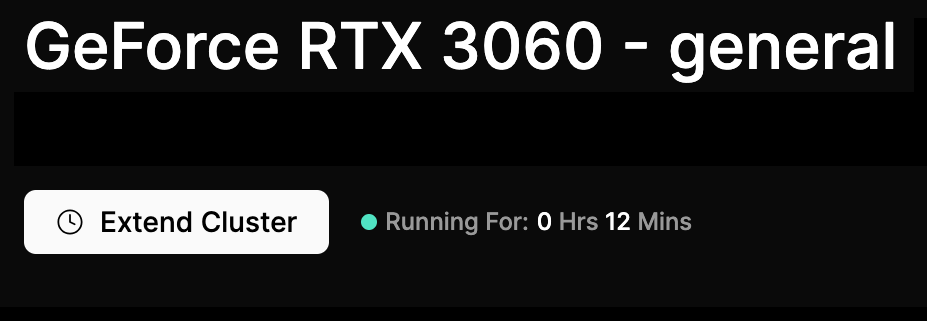 GeForce RTX 3060 - general
Extend Cluster
Running For: 0 Hrs 12 Mins